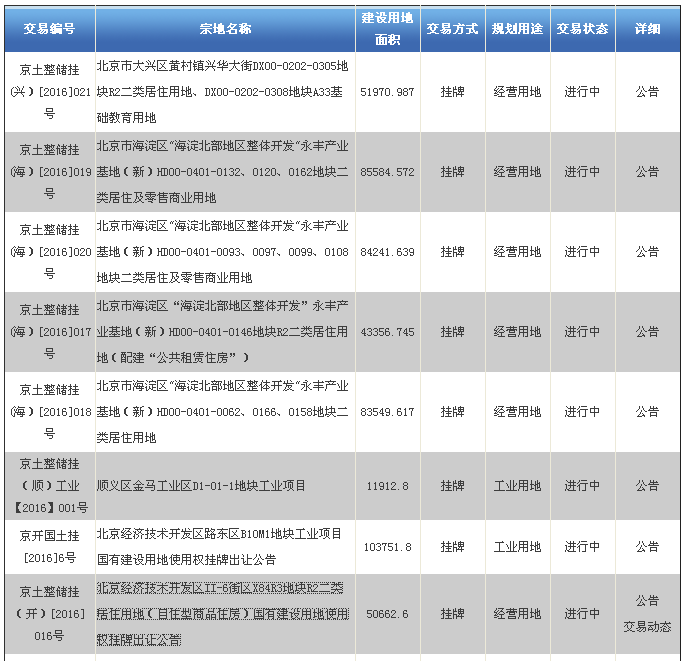 交易编号 宗地名称 建设用地面积 交易方式 规划用途 交易状态 详细
京土整储挂
(兴)[2016]021
号
北京市大兴区黄村镇兴华大街DX00-0202-0305地
块R2二类居住用地、DX00-0202-0308地块A33基
础教育用地
51970.987 挂牌 经营用地 进行中 公告
京土整储挂
(海)[2016]019
号
北京市海淀区"海淀北部地区整体开发"永丰产业
基地(新)HD00-0401-0132、0120、0162地块二
类居住及零售商业用地
85584.572 挂牌 经营用地 进行中 公告
京土整储挂
(海)[2016]020
号
北京市海淀区"海淀北部地区整体开发"永丰产业
基地(新)HD00-0401-0093、0097、0099、0108
地块二类居住及零售商业用地
84241.639 挂牌 经营用地 进行中 公告
京土整储挂
(海)[2016]017
号
北京市海淀区“海淀北部地区整体开发”永丰产
业基地(新)HD00-0401-0146地块R2二类居住用
地(配建“公共租赁住房”)
43356.745 挂牌 经营用地 进行中 公告
京土整储挂
(海)[2016]018
号
北京市海淀区"海淀北部地区整体开发"永丰产业
基地(新)HD00-0401-0062、0166、0158地块二
类居住用地
83549.617 挂牌 经营用地 进行中 公告
京土整储挂
(顺)工业
【2016】001号
顺义区金马工业区D1-01-1地块工业项目
11912.8 挂牌 工业用地 进行中 公告
京开国土挂
[2016]6号
北京经济技术开发区路东区B10M1地块工业项目
国有建设用地使用权挂牌出让公告
103751.8 挂牌 工业用地 进行中 公告
京土整储挂
(开)[2016]
016号
北京经济技术开发区II-6街区X84R3地块R2二类
居住用地(自住型商品住房)国有建设用地使用
权挂牌出让公告
50662.6 挂牌 经营用地 进行中 公告
交易动态